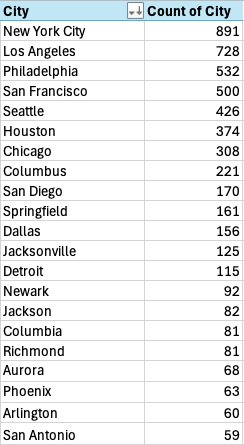 City Count of City
New York City 891
Los Angeles 728
Philadelphia 532
San Francisco 500
Seattle 426
Houston 374
Chicago 308
Columbus 221
San Diego 170
Springfield 161
Dallas 156
Jacksonville 125
Detroit 115
Newark 92
Jackson 82
Columbia 81
Richmond 81
Aurora 68
Phoenix 63
Arlington 60
San Antonio 59